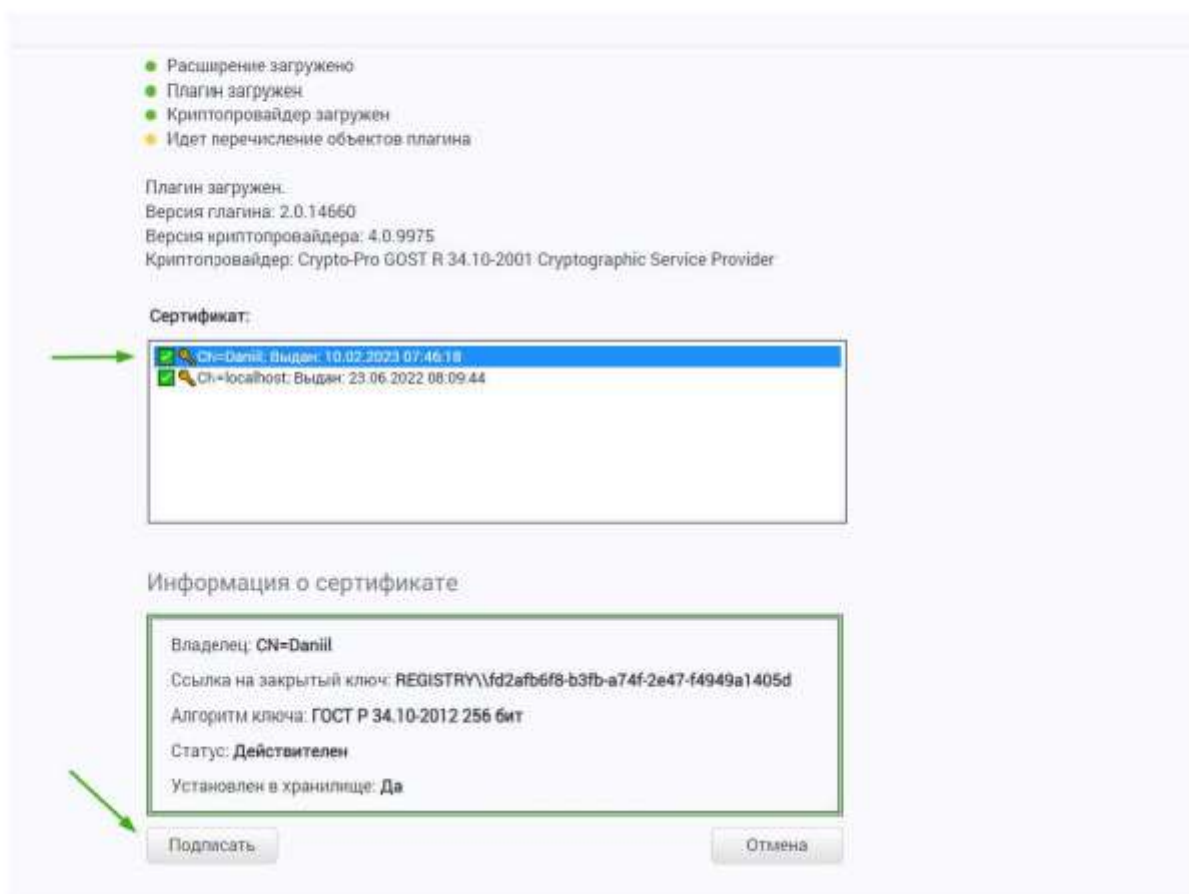 Расширение загружено
Плагин загружен
Криптопровайдер загружен
Идет перечисление объектов плагина
Плагин загружен.
Версия плагина: 2.0.14660
Версия криптопровайдера: 4.0.9975
Криптопровайдер: Crypto-Pro GOST R 34.10-2001 Cryptographic Service Provider
Сертификат:
CN=Daniil; Выдан: 10.02.2023 07:46:18
CN=localhost; Выдан: 23.06.2022 08:09:44
Информация о сертификате
Владелец: CN=Daniil
Ссылка на закрытый ключ: REGISTRY\\fd2afb6f8-b3fb-a74f-2e47-f4949a1405d
Алгоритм ключа: ГОСТ Р 34.10-2012 256 бит
Статус: Действителен
Установлен в хранилище: Да
Подписать
Отмена